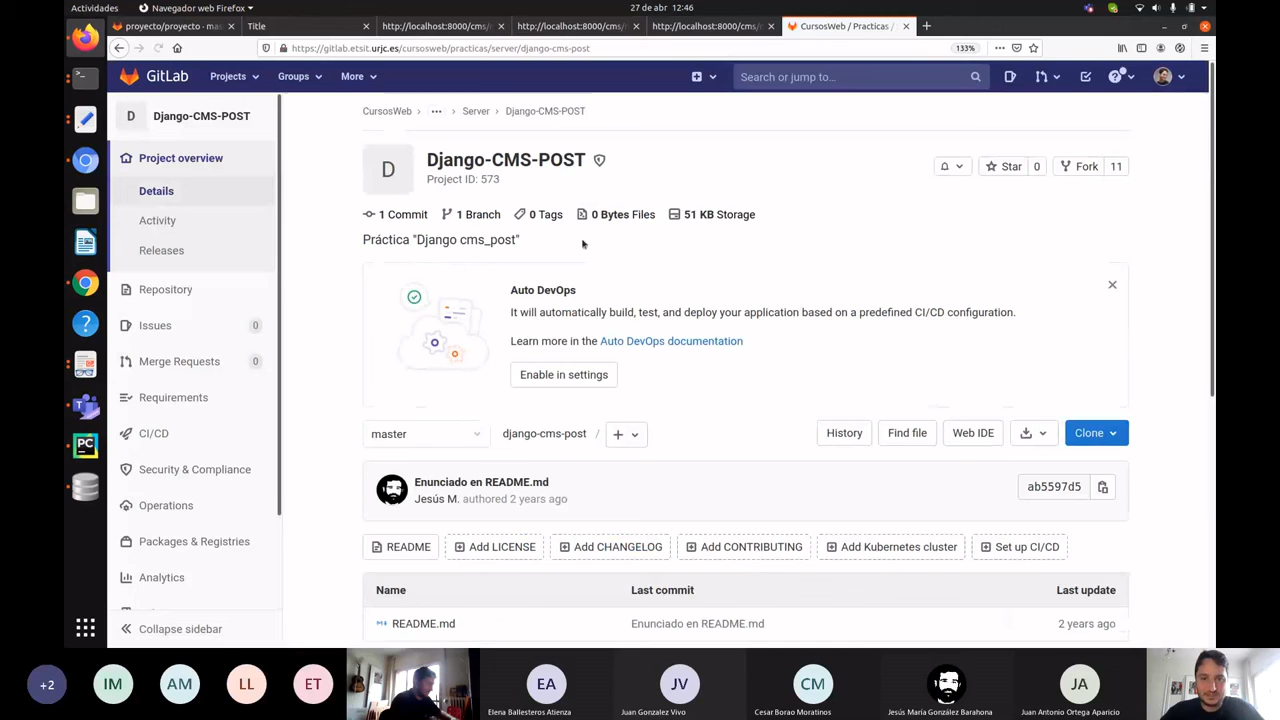 Actividades
Navegador web Firefox
27 de abr 12:46
proyecto/proyecto · mas
Title
http://localhost:8000/cms/
http://localhost:8000/cms/
http://localhost:8000/cms/
CursosWeb / Practicas /
https://gitlab.etsit.urjc.es/cursosweb/practicas/server/django-cms-post
133%
GitLab
Projects
Groups
More
Search or jump to...
D
Django-CMS-POST
Project overview
Details
Activity
Releases
Repository
Issues
0
Merge Requests
0
Requirements
CI/CD
Security & Compliance
Operations
Packages & Registries
Analytics
Collapse sidebar
CursosWeb > ... > Server > Django-CMS-POST
D
Django-CMS-POST
Project ID: 573
Star 0
Fork 11
1 Commit
1 Branch
0 Tags
0 Bytes Files
51 KB Storage
Práctica "Django cms_post"
Auto DevOps
It will automatically build, test, and deploy your application based on a predefined CI/CD configuration.
Learn more in the Auto DevOps documentation
Enable in settings
master
django-cms-post /
History
Find file
Web IDE
Clone
Enunciado en README.md
Jesús M. authored 2 years ago
ab5597d5
README
Add LICENSE
Add CHANGELOG
Add CONTRIBUTING
Add Kubernetes cluster
Set up CI/CD
Name
Last commit
Last update
README.md
Enunciado en README.md
2 years ago
PC
+2
IM
AM
LL
ET
EA
Elena Ballesteros Atienza
JV
Juan Gonzalez Vivo
CM
Cesar Borao Moratinos
Jesús María González Barahona
JA
Juan Antonio Ortega Aparicio